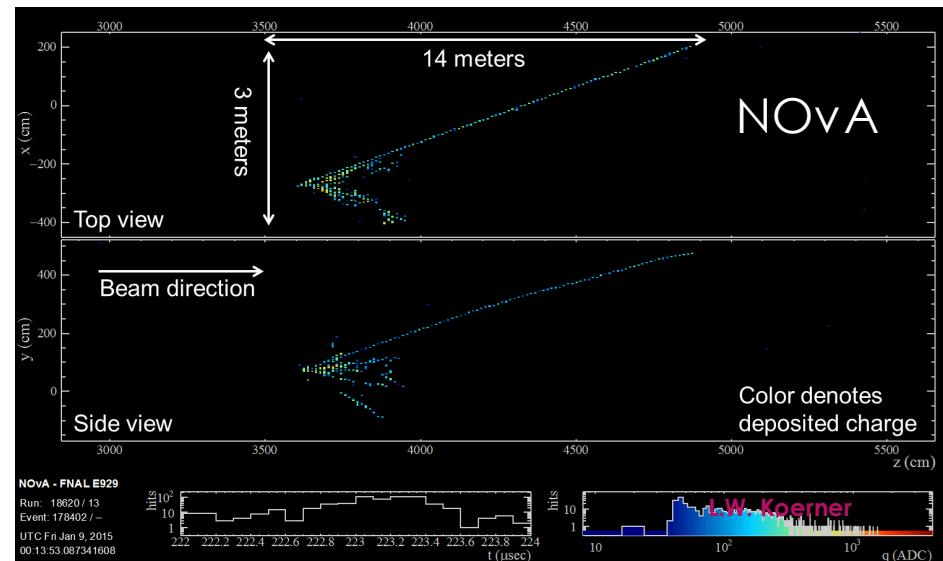 3000 3500 4000 4500 5000 5500
14 meters
3 meters
NOνA
200
0
−200
−400
x (cm)
Top view
Beam direction
400
200
0
y (cm)
Side view
Color denotes
deposited charge
3000 3500 4000 4500 5000 5500
z (cm)
NOvA - FNAL E929
Run: 18620 / 13
Event: 178402 / --
UTC Fri Jan 9, 2015
00:13:53.087341608
hits
10²
10
1
222 222.2 222.4 222.6 222.8 223 223.2 223.4 223.6 223.8 224
t (μsec)
hits
10
1
L.W. Koerner
10 10² 10³
q (ADC)